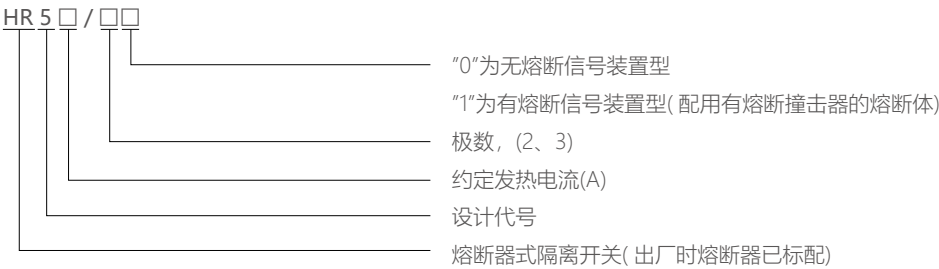 HR 5 □ / □□
"0"为无熔断信号装置型
"1"为有熔断信号装置型( 配用有熔断撞击器的熔断体)
极数，(2、3)
约定发热电流(A)
设计代号
熔断器式隔离开关( 出厂时熔断器已标配)